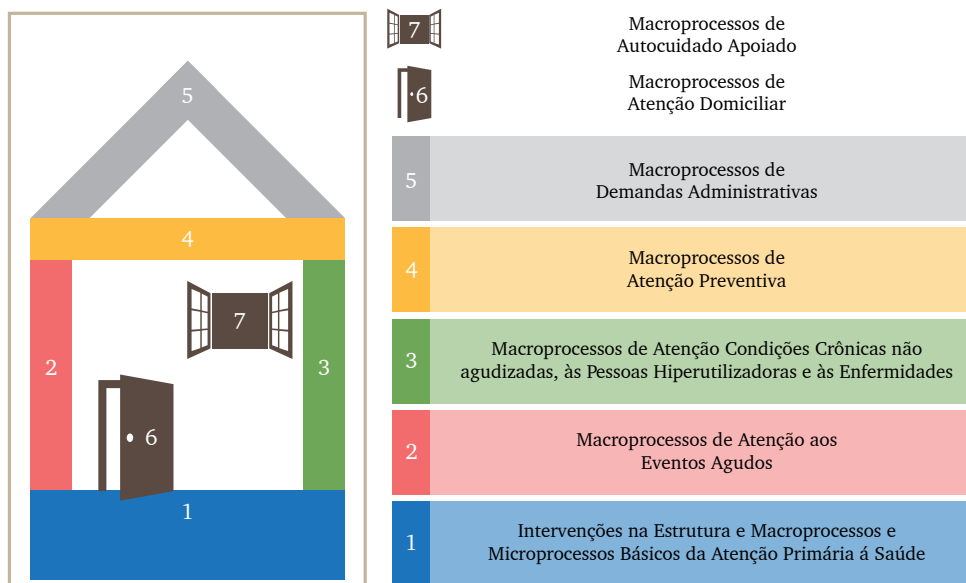 5
4
7
2
3
6
1
7
Macroprocessos de
Autocuidado Apoiado
6
Macroprocessos de
Atenção Domiciliar
5
Macroprocessos de
Demandas Administrativas
4
Macroprocessos de
Atenção Preventiva
3
Macroprocessos de Atenção Condições Crônicas não
agudizadas, às Pessoas Hiperutilizadoras e às Enfermidades
2
Macroprocessos de Atenção aos
Eventos Agudos
1
Intervenções na Estrutura e Macroprocessos e
Microprocessos Básicos da Atenção Primária á Saúde